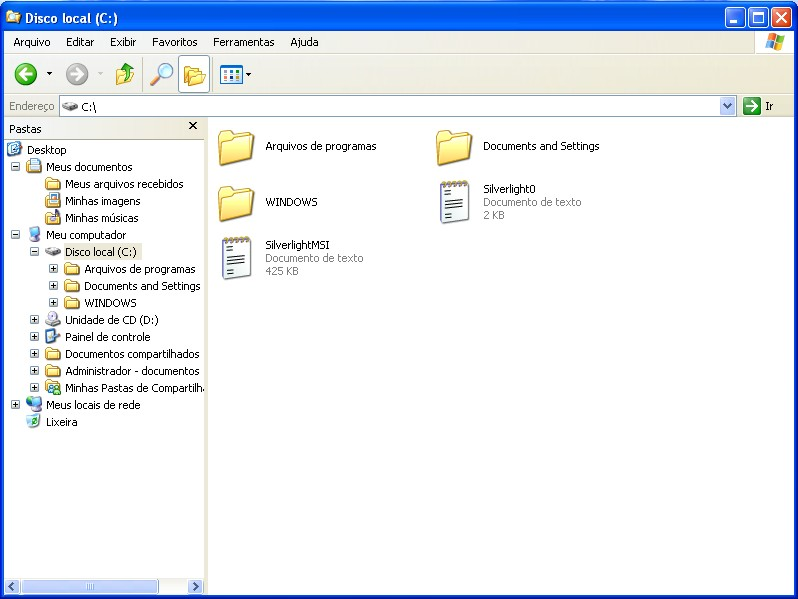 Disco local (C:)
Arquivo Editar Exibir Favoritos Ferramentas Ajuda
Endereço C:\ Ir
Pastas
Desktop
Meus documentos
Meus arquivos recebidos
Minhas imagens
Minhas músicas
Meu computador
Disco local (C:)
Arquivos de programas
Documents and Settings
WINDOWS
Unidade de CD (D:)
Painel de controle
Documentos compartilhados
Administrador - documentos
Minhas Pastas de Compartilh
Meus locais de rede
Lixeira
Arquivos de programas
Documents and Settings
WINDOWS
Silverlight0
Documento de texto
2 KB
SilverlightMSI
Documento de texto
425 KB